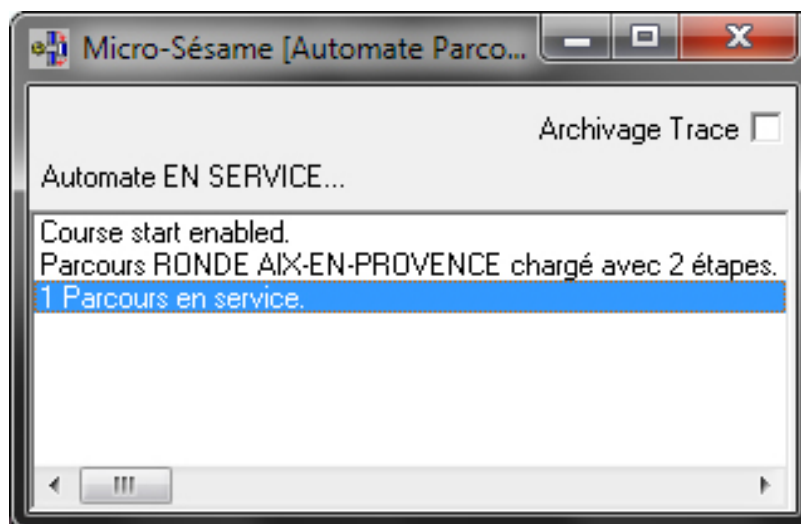 Micro-Sésame [Automate Parco...
Archivage Trace
Automate EN SERVICE...
Course start enabled.
Parcours RONDE AIX-EN-PROVENCE chargé avec 2 étapes.
1 Parcours en service.